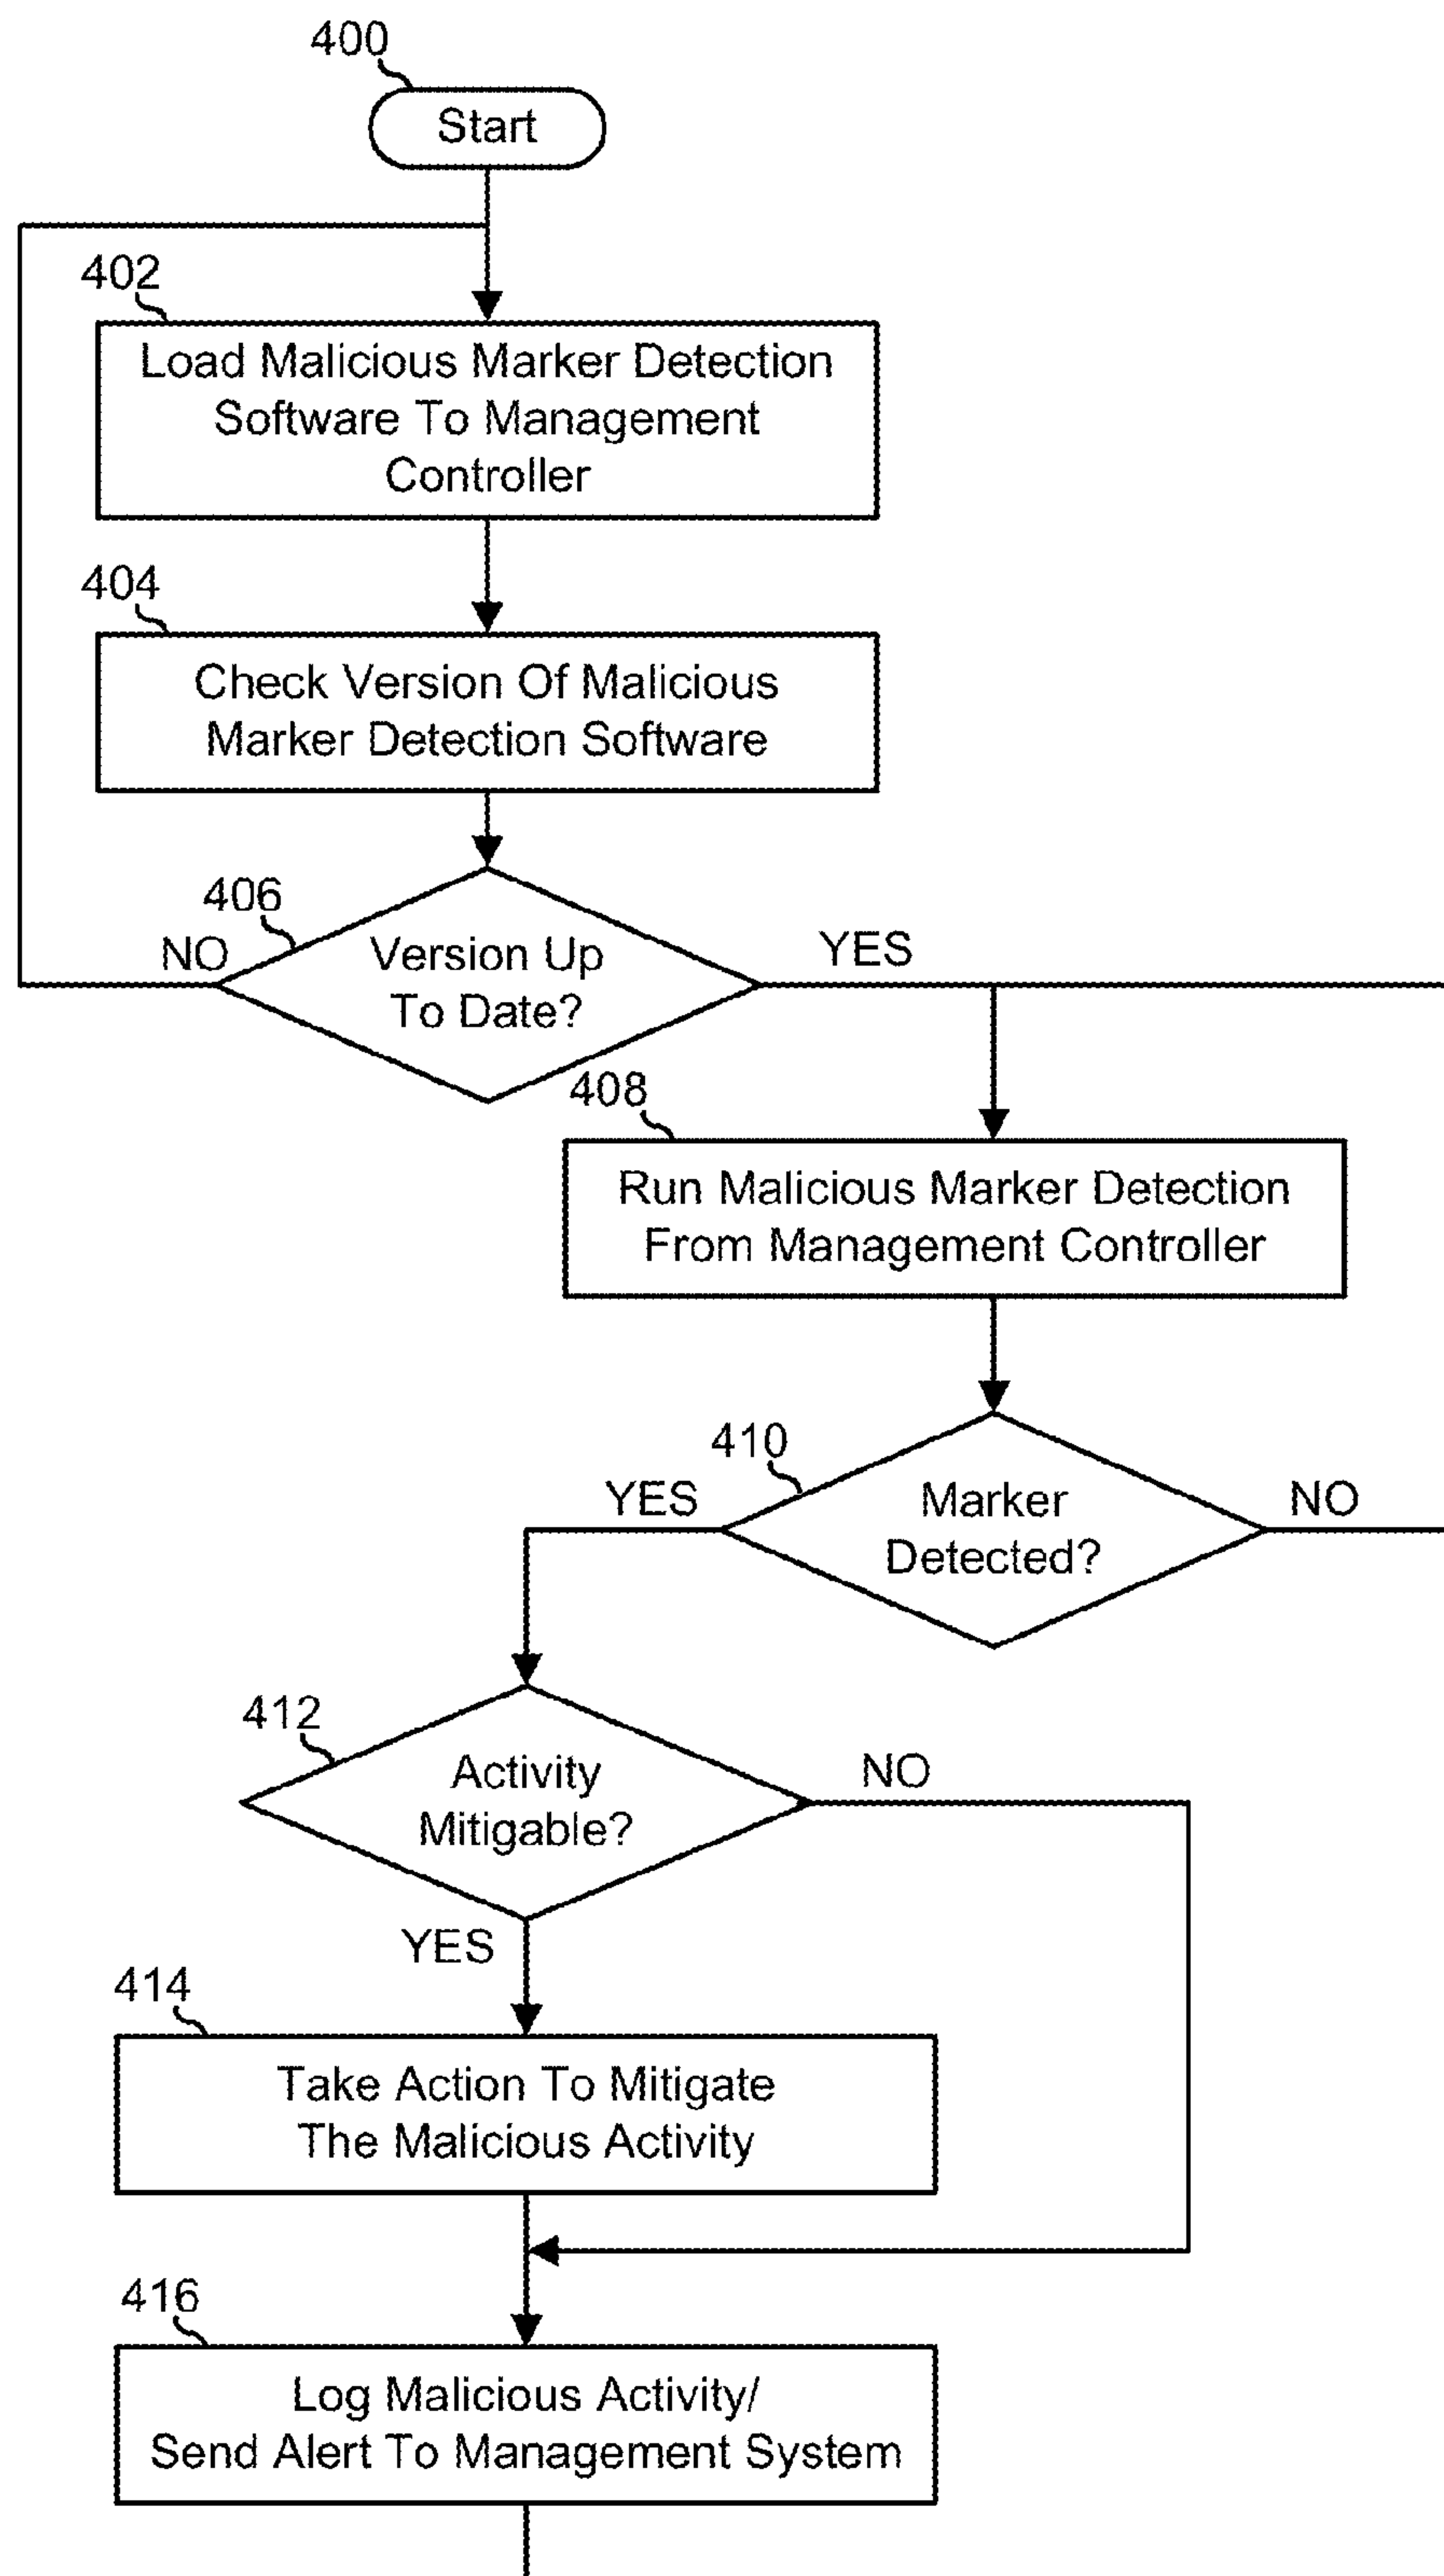 400
Start
402
Load Malicious Marker Detection
Software To Management
Controller
404
Check Version Of Malicious
Marker Detection Software
406
NO
Version Up
To Date?
YES
408
Run Malicious Marker Detection
From Management Controller
410
YES
Marker
Detected?
NO
412
Activity
Mitigable?
NO
YES
414
Take Action To Mitigate
The Malicious Activity
416
Log Malicious Activity/
Send Alert To Management System